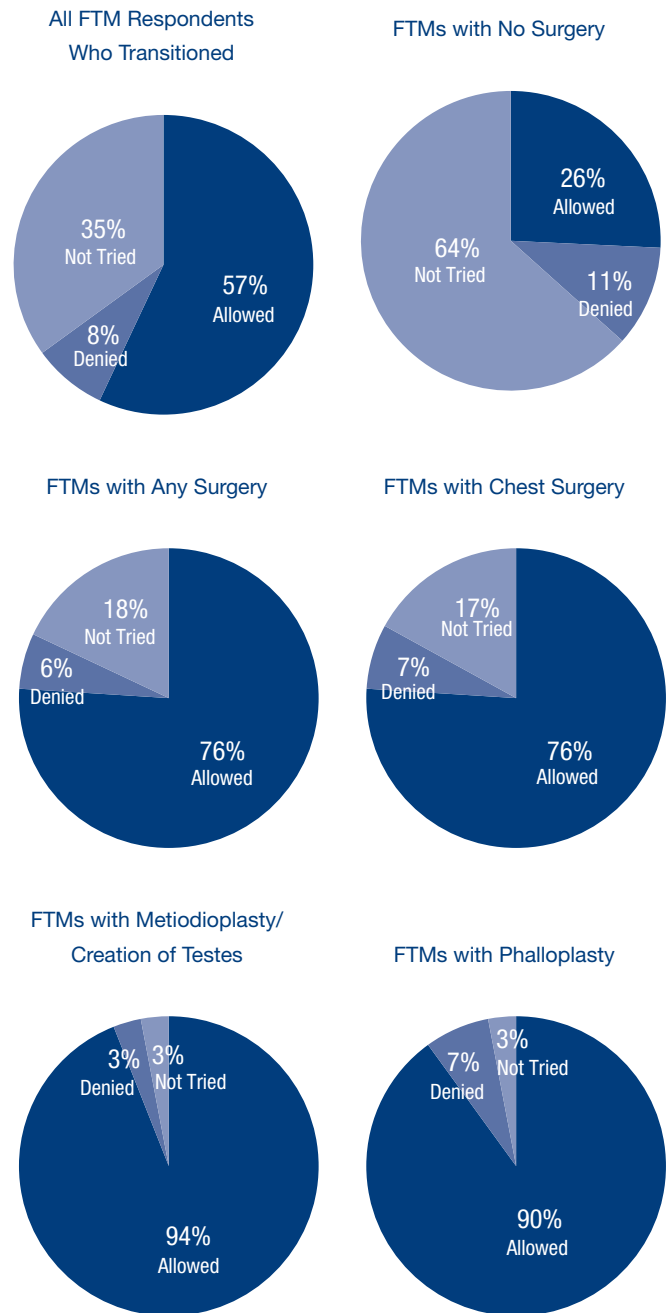 All FTM Respondents
Who Transitioned
35%
Not Tried
57%
Allowed
8%
Denied
FTMs with No Surgery
26%
Allowed
64%
Not Tried
11%
Denied
FTMs with Any Surgery
18%
Not Tried
6%
Denied
76%
Allowed
FTMs with Chest Surgery
17%
Not Tried
7%
Denied
76%
Allowed
FTMs with Metiodioplasty/
Creation of Testes
3%
Denied
3%
Not Tried
94%
Allowed
FTMs with Phalloplasty
3%
Not Tried
7%
Denied
90%
Allowed